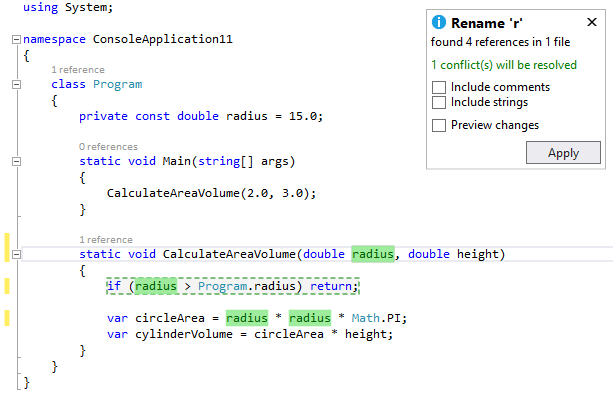 using System;
namespace ConsoleApplication11
{
1 reference
class Program
{
private const double radius = 15.0;
0 references
static void Main(string[] args)
{
CalculateAreaVolume(2.0, 3.0);
}
1 reference
static void CalculateAreaVolume(double radius, double height)
{
if (radius > Program.radius) return;
var circleArea = radius * radius * Math.PI;
var cylinderVolume = circleArea * height;
}
}
}
Rename 'r'
found 4 references in 1 file
1 conflict(s) will be resolved
Include comments
Include strings
Preview changes
Apply